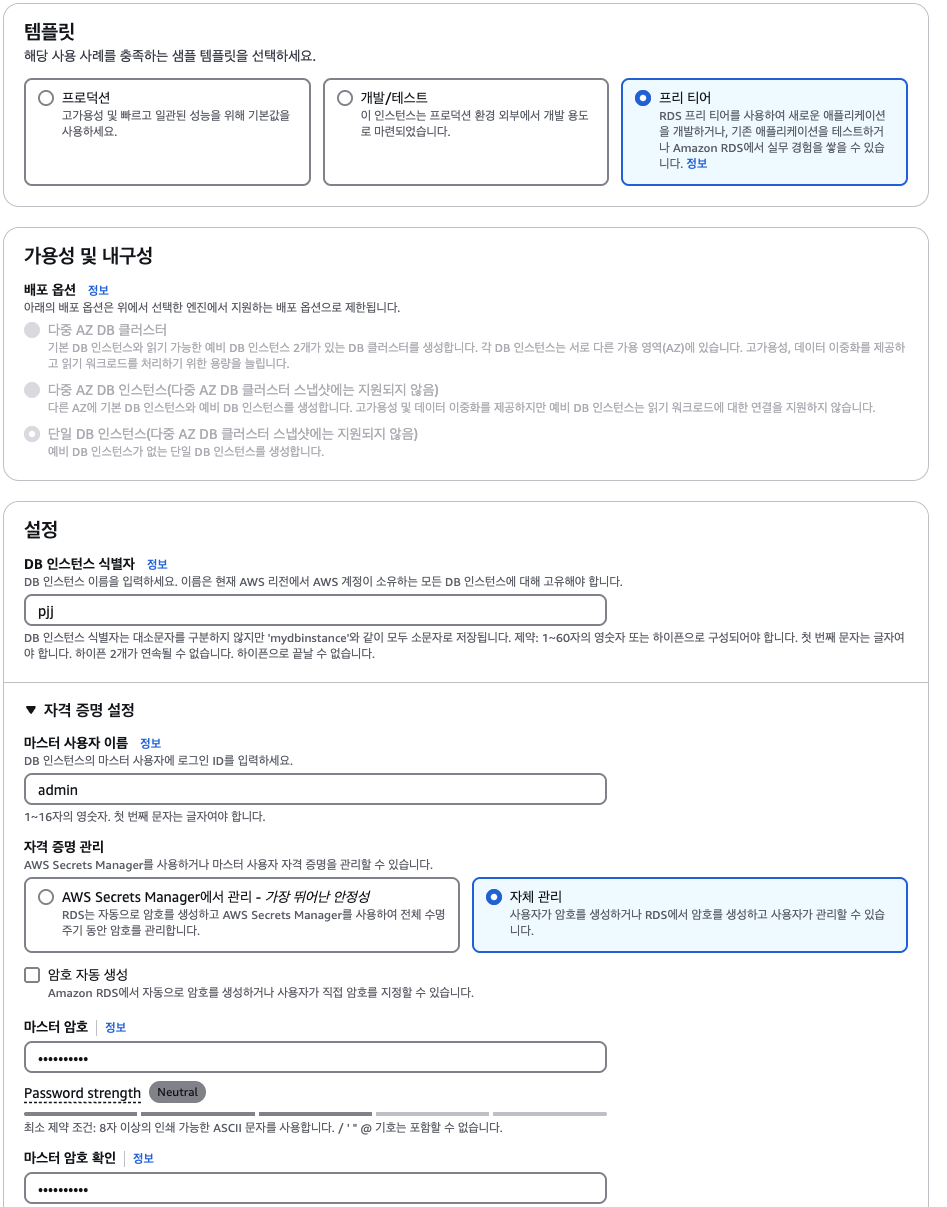 템플릿
해당 사용 사례를 충족하는 샘플 템플릿을 선택하세요.
프로덕션
고가용성 및 빠르고 일관된 성능을 위해 기본값을
사용하세요.
개발/테스트
이 인스턴스는 프로덕션 환경 외부에서 개발 용도
로 마련되었습니다.
프리 티어
RDS 프리 티어를 사용하여 새로운 애플리케이션
을 개발하거나, 기존 애플리케이션을 테스트하거
나 Amazon RDS에서 실무 경험을 쌓을 수 있습
니다. 정보
가용성 및 내구성
배포 옵션 정보
아래의 배포 옵션은 위에서 선택한 엔진에서 지원하는 배포 옵션으로 제한됩니다.
다중 AZ DB 클러스터
기본 DB 인스턴스와 읽기 가능한 예비 DB 인스턴스 2개가 있는 DB 클러스터를 생성합니다. 각 DB 인스턴스는 서로 다른 가용 영역(AZ)에 있습니다. 고가용성, 데이터 이중화를 제공하
고 읽기 워크로드를 처리하기 위한 용량을 늘립니다.
다중 AZ DB 인스턴스(다중 AZ DB 클러스터 스냅샷에는 지원되지 않음)
다른 AZ에 기본 DB 인스턴스와 예비 DB 인스턴스를 생성합니다. 고가용성 및 데이터 이중화를 제공하지만 예비 DB 인스턴스는 읽기 워크로드에 대한 연결을 지원하지 않습니다.
단일 DB 인스턴스(다중 AZ DB 클러스터 스냅샷에는 지원되지 않음)
예비 DB 인스턴스가 없는 단일 DB 인스턴스를 생성합니다.
설정
DB 인스턴스 식별자 정보
DB 인스턴스 이름을 입력하세요. 이름은 현재 AWS 리전에서 AWS 계정이 소유하는 모든 DB 인스턴스에 대해 고유해야 합니다.
pjj
DB 인스턴스 식별자는 대소문자를 구분하지 않지만 'mydbinstance'와 같이 모두 소문자로 저장됩니다. 제약: 1~60자의 영숫자 또는 하이픈으로 구성되어야 합니다. 첫 번째 문자는 글자여
야 합니다. 하이픈 2개가 연속될 수 없습니다. 하이픈으로 끝날 수 없습니다.
▼ 자격 증명 설정
마스터 사용자 이름 정보
DB 인스턴스의 마스터 사용자에 로그인 ID를 입력하세요.
admin
1~16자의 영숫자. 첫 번째 문자는 글자여야 합니다.
자격 증명 관리
AWS Secrets Manager를 사용하거나 마스터 사용자 자격 증명을 관리할 수 있습니다.
AWS Secrets Manager에서 관리 - 가장 뛰어난 안정성
RDS는 자동으로 암호를 생성하고 AWS Secrets Manager를 사용하여 전체 수명
주기 동안 암호를 관리합니다.
자체 관리
사용자가 암호를 생성하거나 RDS에서 암호를 생성하고 사용자가 관리할 수 있습
니다.
암호 자동 생성
Amazon RDS에서 자동으로 암호를 생성하거나 사용자가 직접 암호를 지정할 수 있습니다.
마스터 암호 정보
••••••••••
Password strength Neutral
최소 제약 조건: 8자 이상의 인쇄 가능한 ASCII 문자를 사용합니다. / ' " @ 기호는 포함할 수 없습니다.
마스터 암호 확인 정보
••••••••••